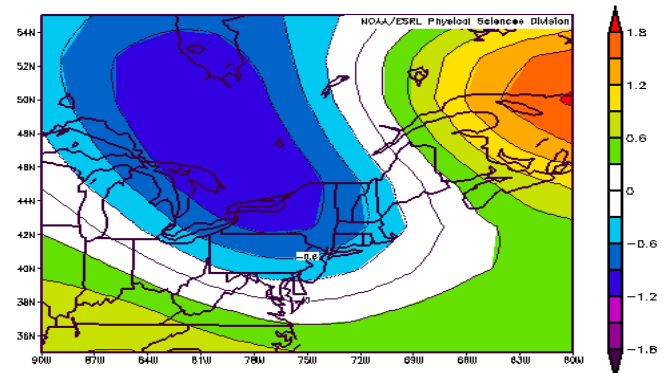 NOAA/ESRL Physical Sciences Division
54N
52N
50N
48N
46N
44N
42N
40N
38N
36N
90W 87W 84W 81W 78W 75W 72W 69W 66W 63W 60W
-0.6
0
1.8
1.2
0.6
0
-0.6
-1.2
-1.8